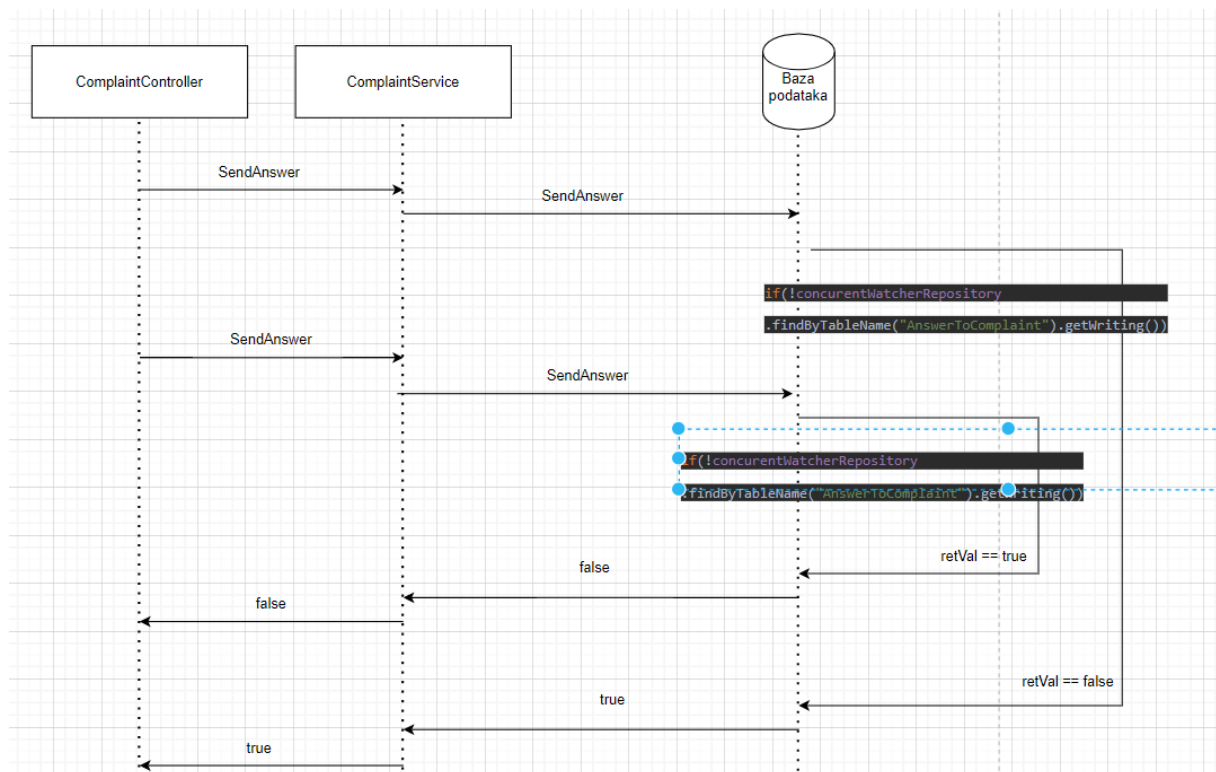 ComplaintController
ComplaintService
Baza
podataka
SendAnswer
SendAnswer
if(!concurentWatcherRepository
.findByTableName("AnswerToComplaint").getWriting())
SendAnswer
SendAnswer
if(!concurentWatcherRepository
.findByTableName("AnswerToComplaint").getWriting())
retVal == true
false
false
retVal == false
true
true